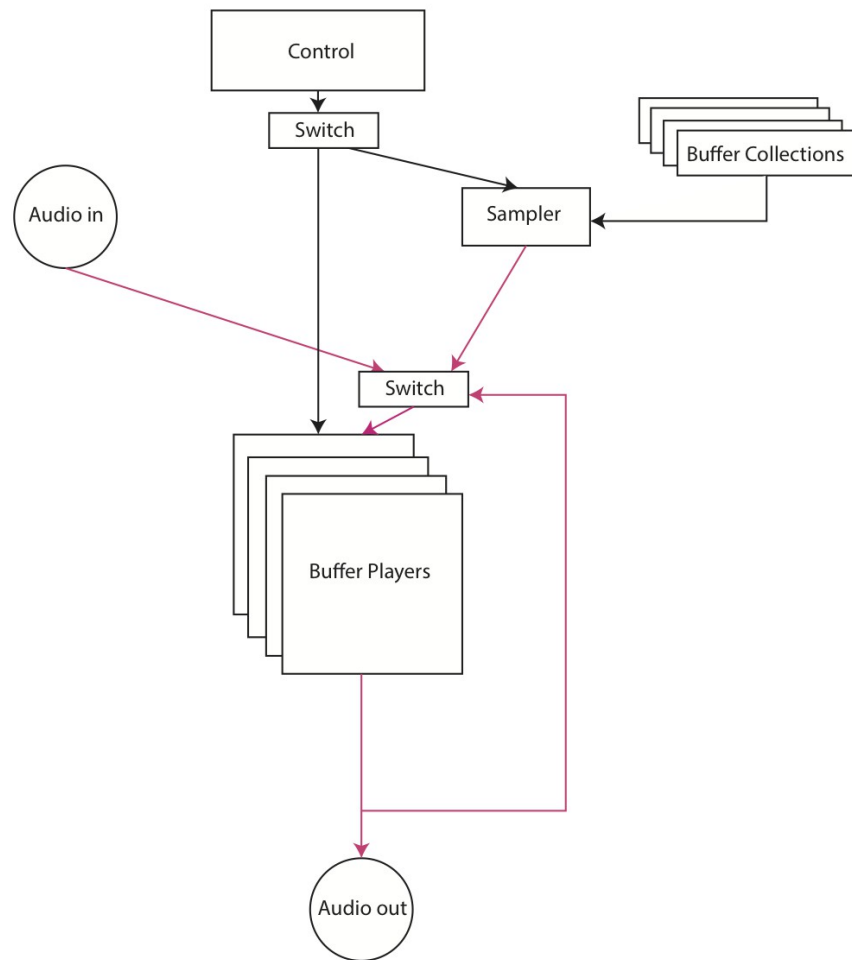 Control
Switch
Buffer Collections
Audio in
Sampler
Switch
Buffer Players
Audio out